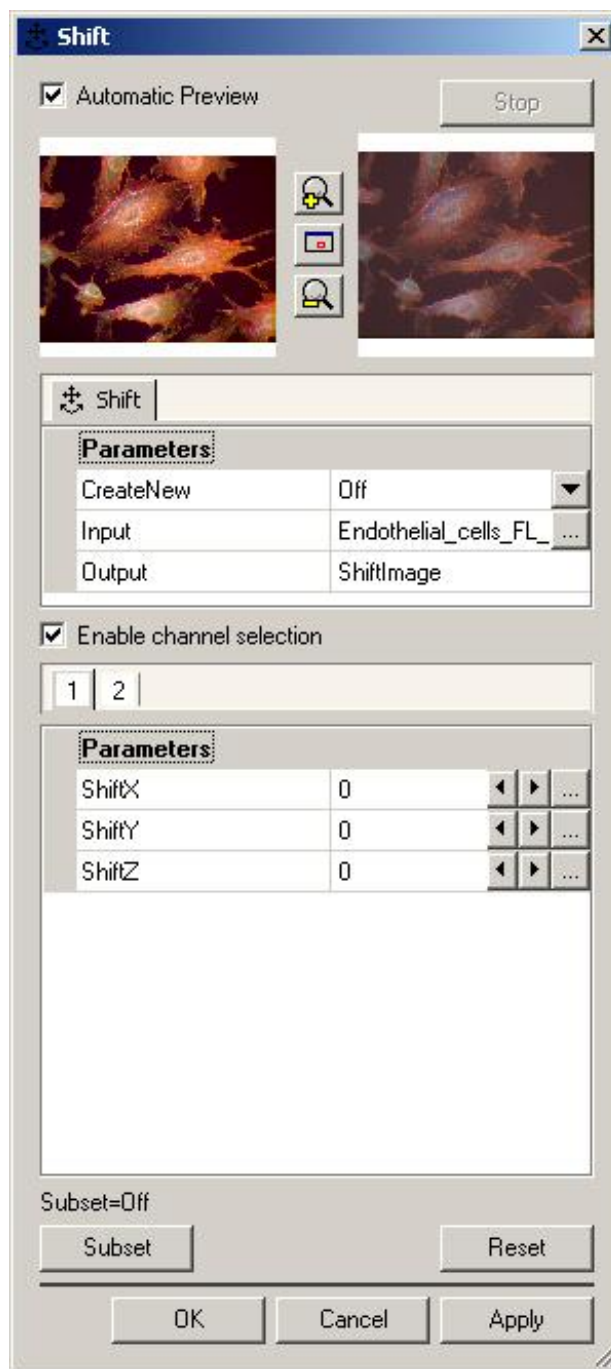 Shift
Automatic Preview
Stop
Shift
Parameters
CreateNew Off
Input Endothelial_cells_FL_ ...
Output ShiftImage
Enable channel selection
1 2
Parameters
ShiftX 0 ...
ShiftY 0 ...
ShiftZ 0 ...
Subset=Off
Subset Reset
OK Cancel Apply